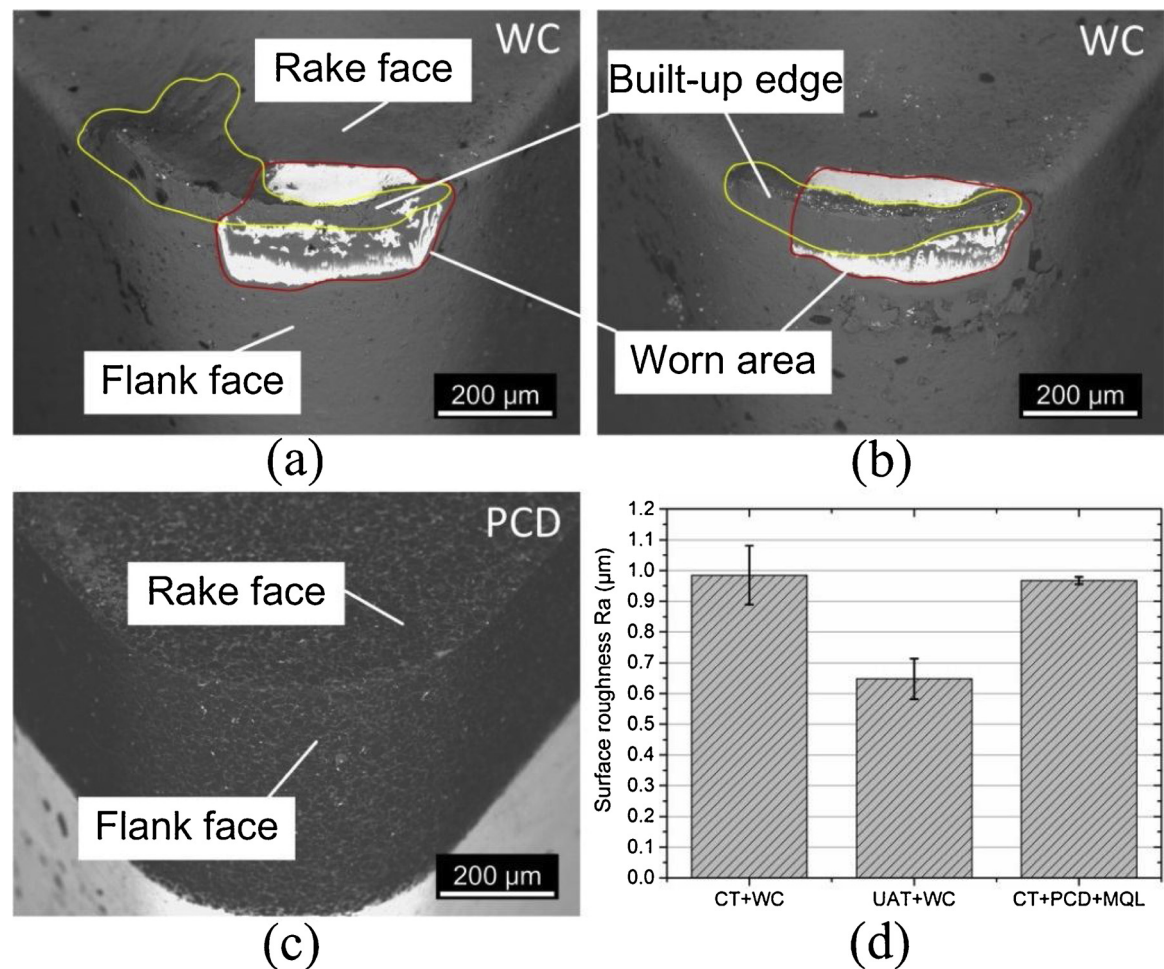 WC
Rake face
Flank face
200 μm
(a)
WC
Built-up edge
Worn area
200 μm
(b)
PCD
Rake face
Flank face
200 μm
(c)
Surface roughness Ra (μm)
1.2
1.1
1.0
0.9
0.8
0.7
0.6
0.5
0.4
0.3
0.2
0.1
0.0
CT+WC
UAT+WC
CT+PCD+MQL
(d)